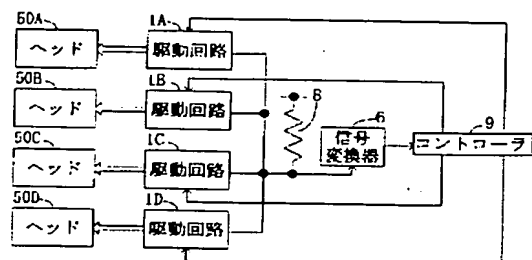 50A
ヘッド
1A
駆動回路
50B
ヘッド
1B
駆動回路
8
6
信号
変換器
9
コントローラ
50C
ヘッド
1C
駆動回路
50D
ヘッド
1D
駆動回路